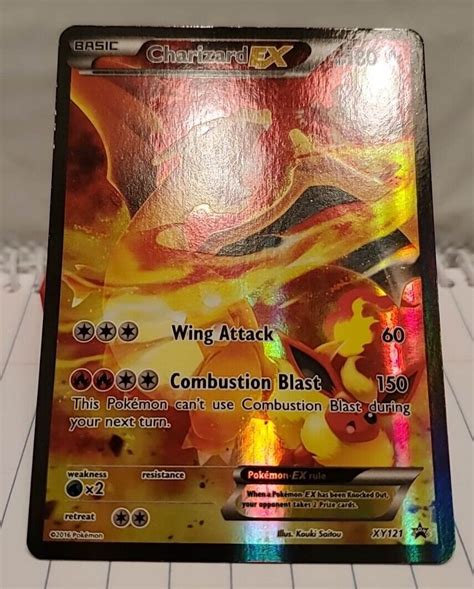 BASIC Charizard EX 180
Wing Attack 60
Combustion Blast 150
This Pokémon can't use Combustion Blast during
your next turn.
weakness resistance
×2
Pokémon-EX rule
When a Pokémon-EX has been Knocked Out,
your opponent takes 2 Prize cards.
retreat
©2016 Pokémon Illus. Kouki Saitou XY121